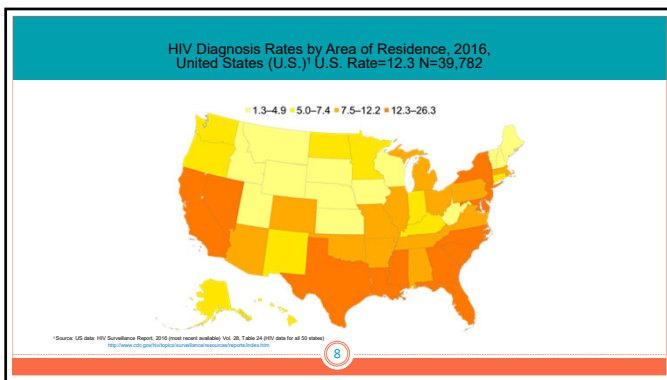 HIV Diagnosis Rates by Area of Residence, 2016,
United States (U.S.)¹ U.S. Rate=12.3 N=39,782
1.3–4.9 5.0–7.4 7.5–12.2 12.3–26.3
¹Source: US data: HIV Surveillance Report, 2016 (most recent available) Vol. 28, Table 24 (HIV data for all 50 states)
http://www.cdc.gov/hiv/topics/surveillance/resources/reports/index.htm
8